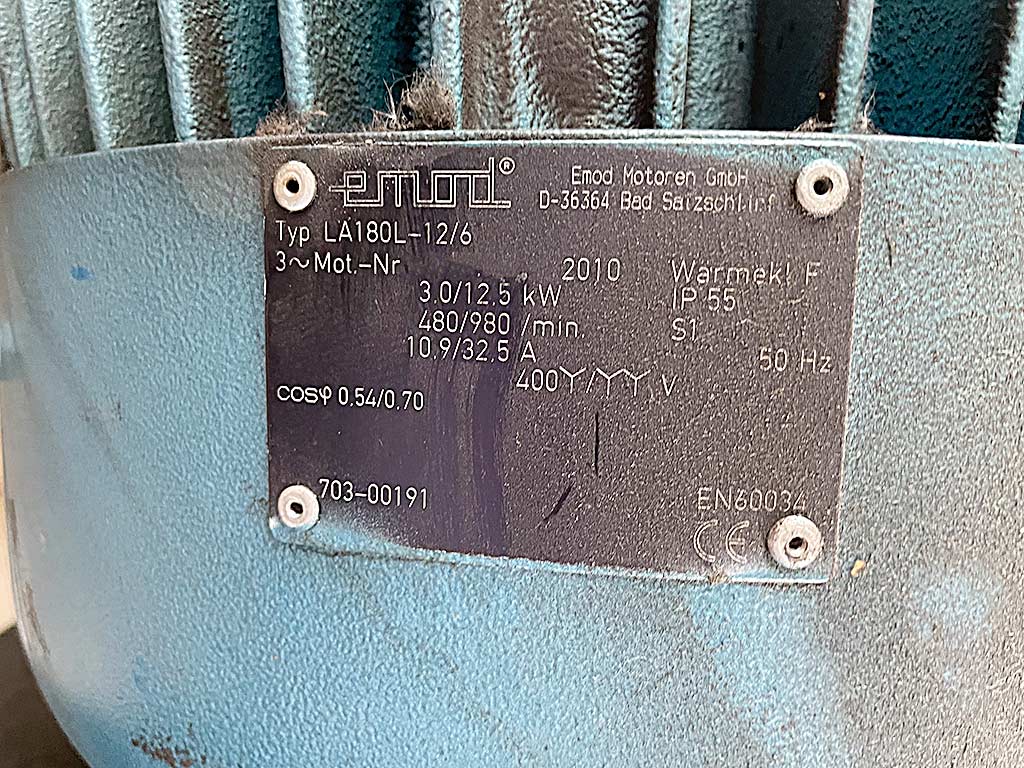 emod®
Emod Motoren GmbH
D-36364 Bad Salzschlirf
Typ LA180L-12/6
3~Mot.-Nr 2010 Wärmekl F
3.0/12,5 kW IP 55
480/980 /min. S1
10,9/32,5 A 50 Hz
400Y/YY V
cosφ 0,54/0,70
703-00191
EN60034
CE